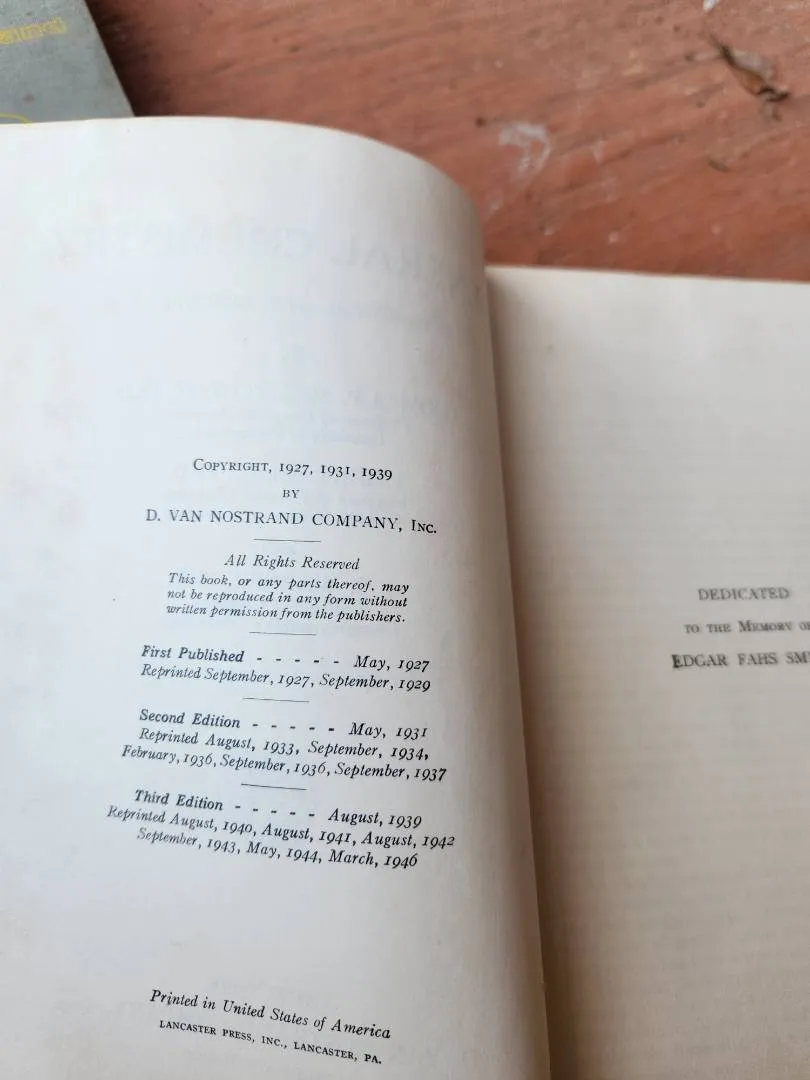 COPYRIGHT, 1927, 1931, 1939
BY
D. VAN NOSTRAND COMPANY, INC.
All Rights Reserved
This book, or any parts thereof, may
not be reproduced in any form without
written permission from the publishers.
First Published - - - - - May, 1927
Reprinted September, 1927, September, 1929
Second Edition - - - - - May, 1931
Reprinted August, 1933, September, 1934,
February, 1936, September, 1936, September, 1937
Third Edition - - - - - August, 1939
Reprinted August, 1940, August, 1941, August, 1942
September, 1943, May, 1944, March, 1946
Printed in United States of America
LANCASTER PRESS, INC., LANCASTER, PA.
DEDICATED
TO THE MEMORY
EDGAR FAHS